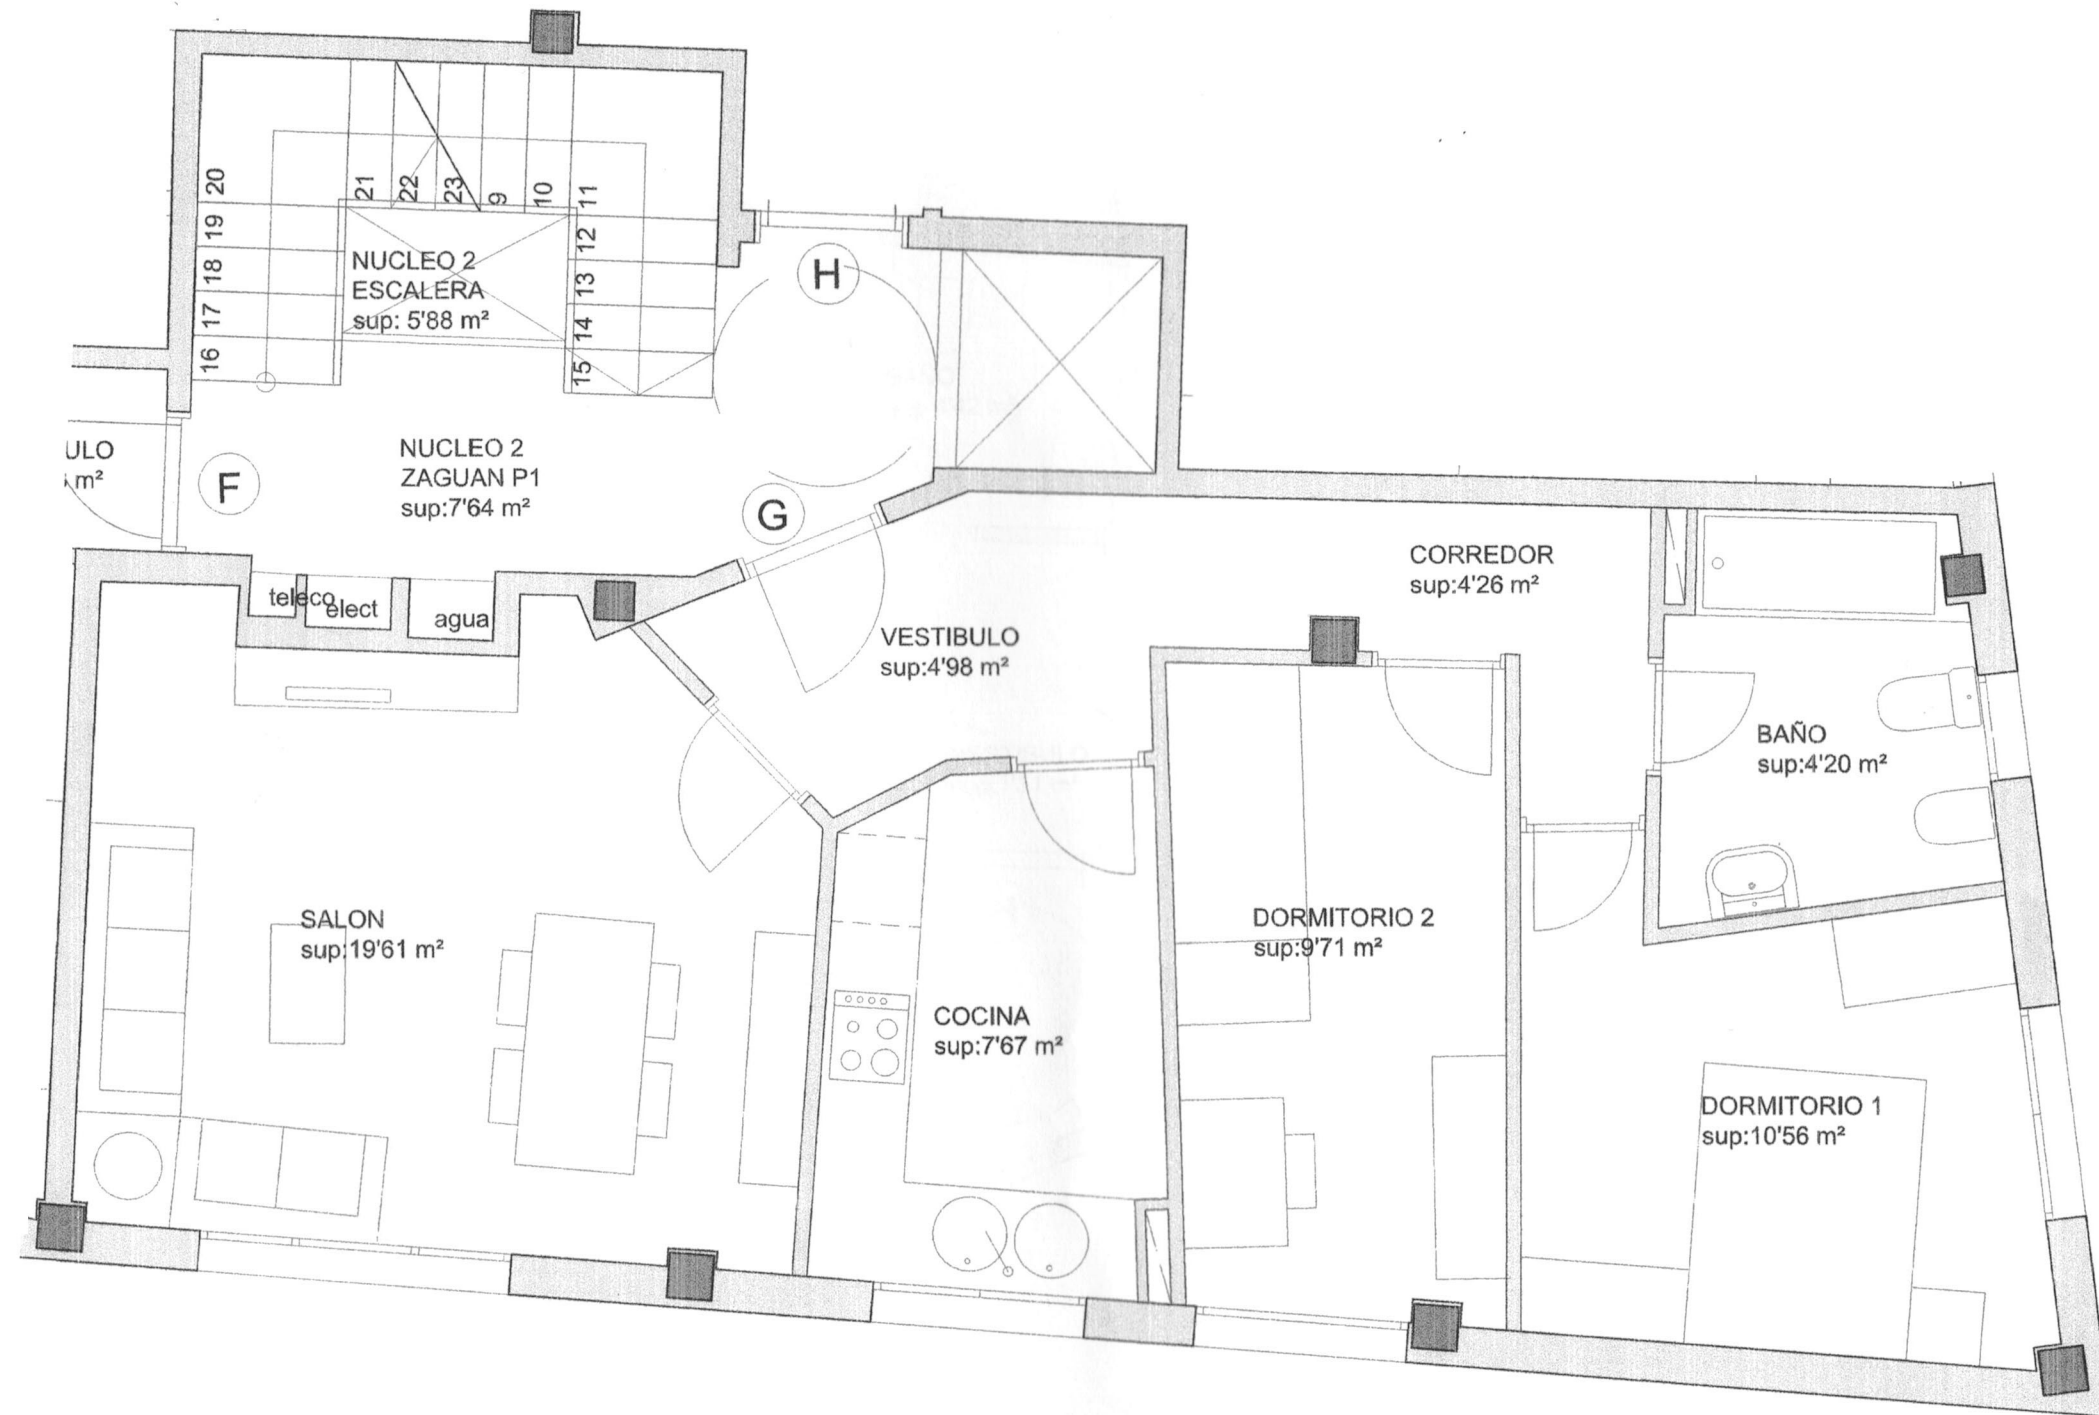 20
19
18
17
16
21
22
23
9
10
11
12
13
14
15
NUCLEO 2
ESCALERA
sup: 5'88 m²
H
ULO
m²
F
NUCLEO 2
ZAGUAN P1
sup:7'64 m²
G
teleco
elect
agua
VESTIBULO
sup:4'98 m²
CORREDOR
sup:4'26 m²
BAÑO
sup:4'20 m²
SALON
sup:19'61 m²
COCINA
sup:7'67 m²
DORMITORIO 2
sup:9'71 m²
DORMITORIO 1
sup:10'56 m²